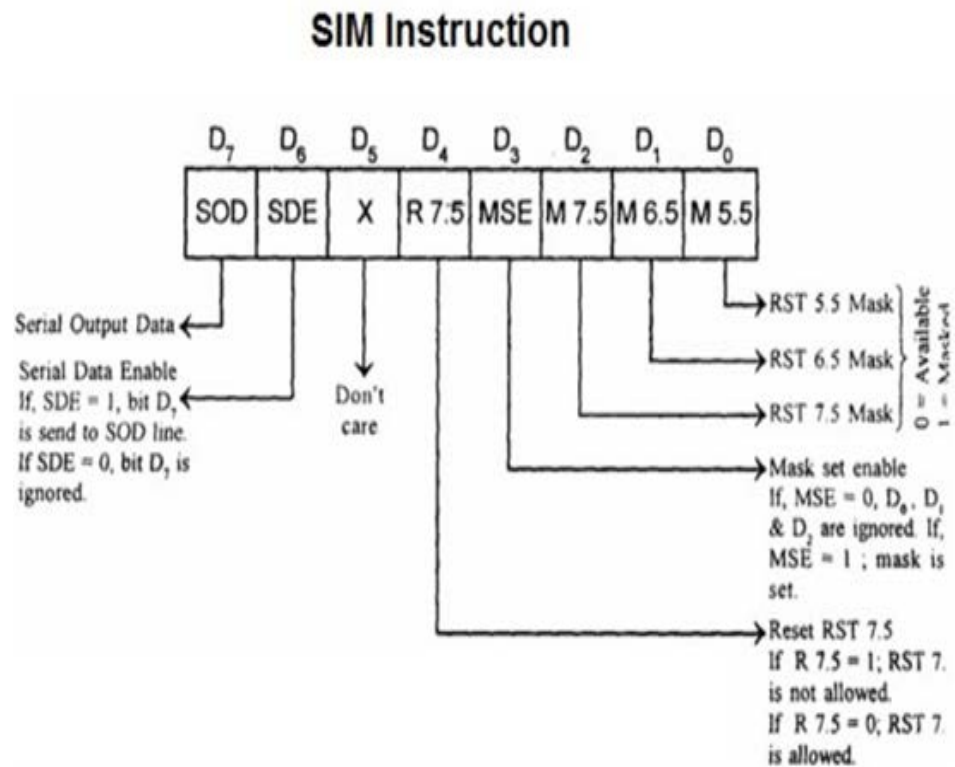 SIM Instruction
D7 D6 D5 D4 D3 D2 D1 D0
SOD SDE X R 7.5 MSE M 7.5 M 6.5 M 5.5
Serial Output Data
Serial Data Enable
If, SDE = 1, bit D7
is send to SOD line.
If SDE = 0, bit D7 is
ignored.
Don't
care
RST 5.5 Mask
RST 6.5 Mask
RST 7.5 Mask
0 = Available
1 = Masked
Mask set enable
If, MSE = 0, D0, D1
& D2 are ignored. If,
MSE = 1 ; mask is
set.
Reset RST 7.5
If R 7.5 = 1; RST 7.
is not allowed.
If R 7.5 = 0; RST 7.
is allowed.